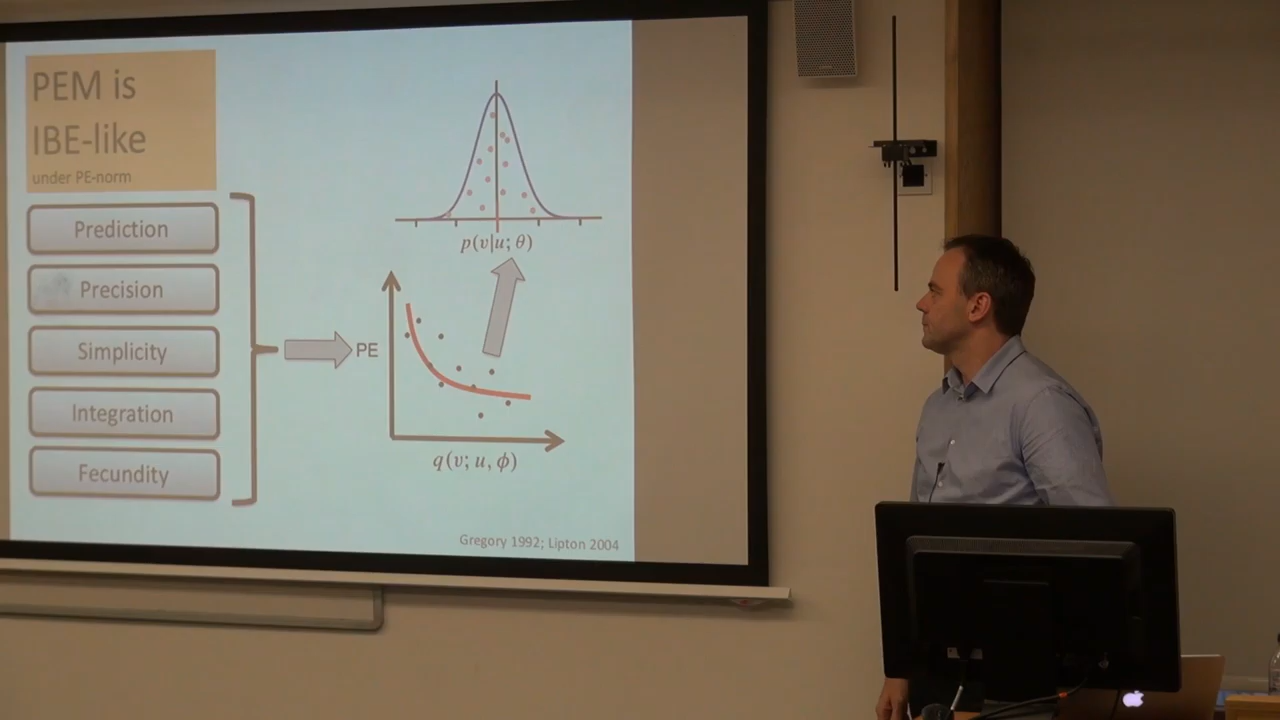 PEM is
IBE-like
under PE-norm
Prediction
Precision
Simplicity
Integration
Fecundity
p(v|u; θ)
PE
q(v; u, ϕ)
Gregory 1992; Lipton 2004